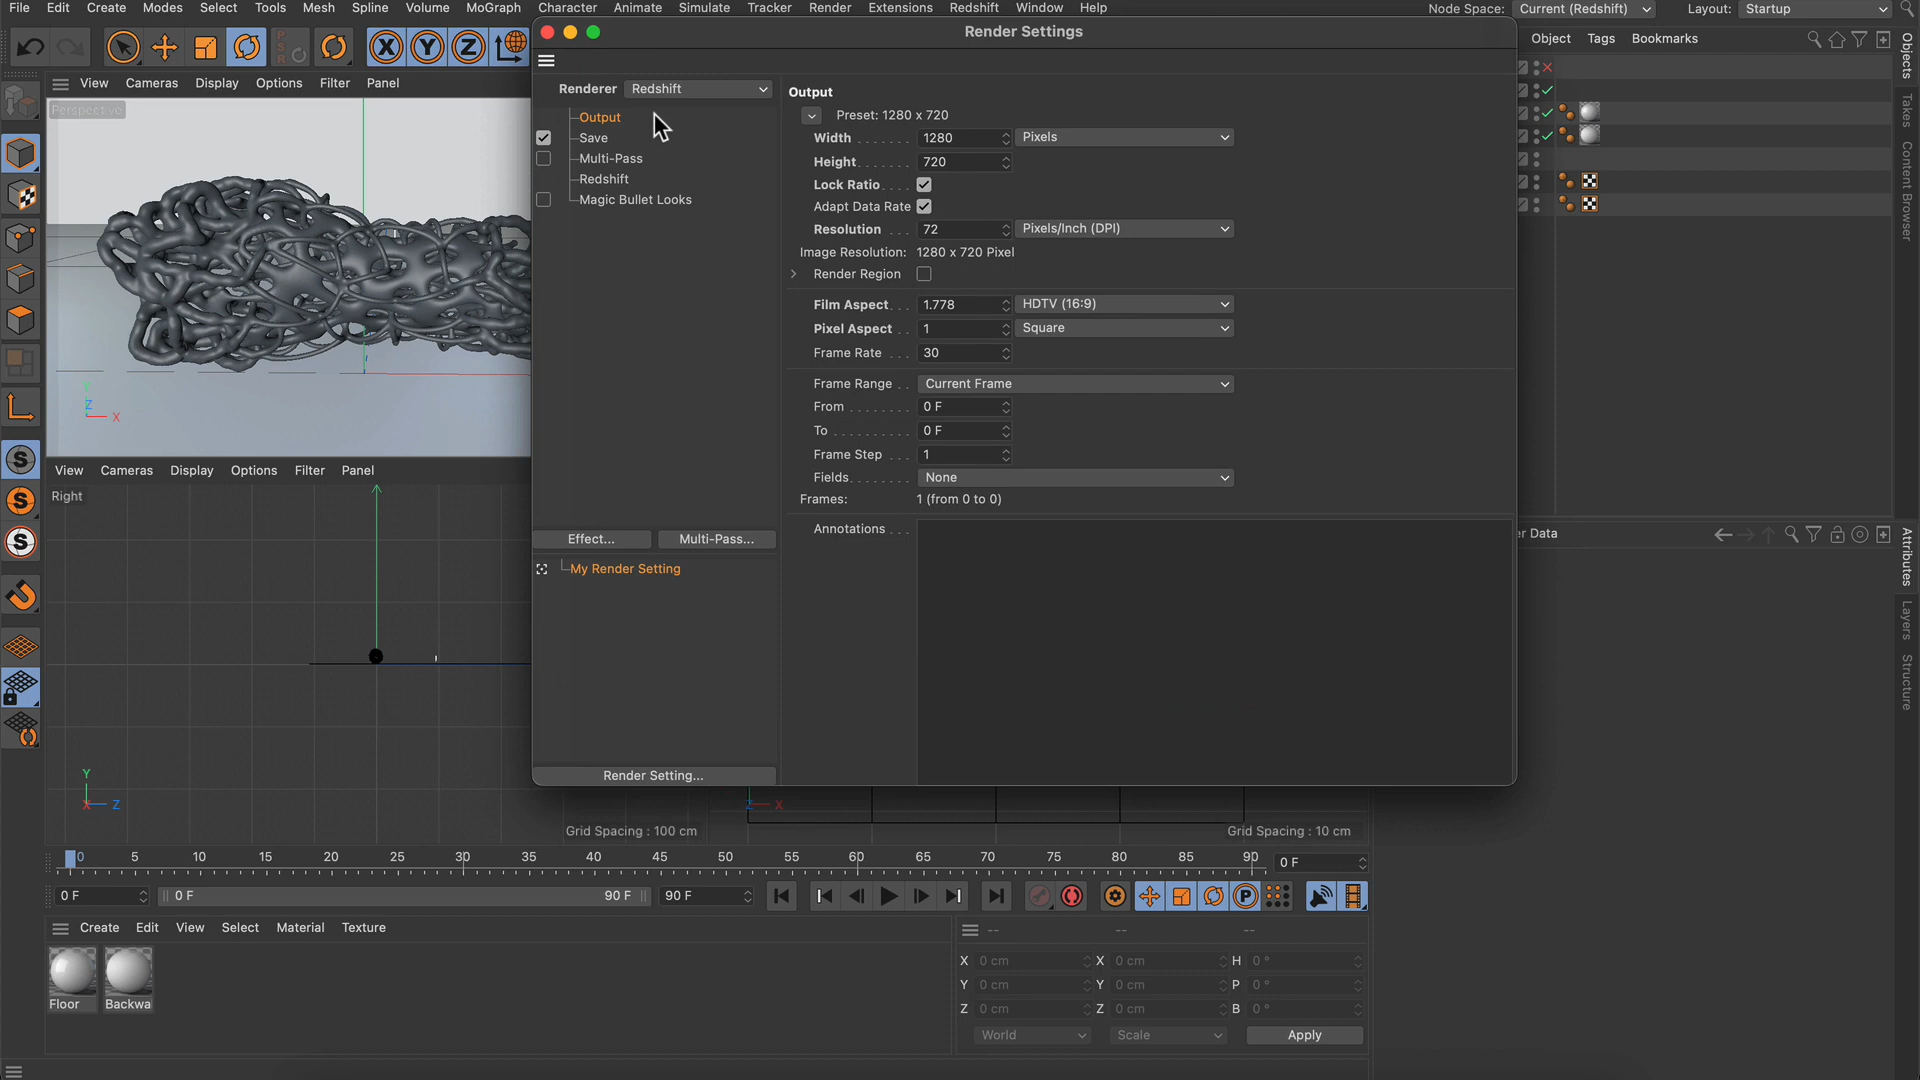 File Edit Create Modes Select Tools Mesh Spline Volume MoGraph Character Animate Simulate Tracker Render Extensions Redshift Window Help
Node Space: Current (Redshift) Layout: Startup
Render Settings
Object Tags Bookmarks
PSR
X Y Z
View Cameras Display Options Filter Panel
Perspective
Renderer Redshift
Output
Save
Multi-Pass
Redshift
Magic Bullet Looks
Effect... Multi-Pass...
My Render Setting
Render Setting...
Output
Preset: 1280 x 720
Width 1280 Pixels
Height 720
Lock Ratio
Adapt Data Rate
Resolution 72 Pixels/Inch (DPI)
Image Resolution: 1280 x 720 Pixel
Render Region
Film Aspect 1.778 HDTV (16:9)
Pixel Aspect 1 Square
Frame Rate 30
Frame Range Current Frame
From 0 F
To 0 F
Frame Step 1
Fields None
Frames: 1 (from 0 to 0)
Annotations
Objects
Takes
Content Browser
er Data
Attributes
Layers
Structure
Y
Z X
S
S
S
View Cameras Display Options Filter Panel
Right
Y
X Z
Grid Spacing : 100 cm
Z X
Grid Spacing : 10 cm
0 5 10 15 20 25 30 35 40 45 50 55 60 65 70 75 80 85 90 0 F
0 F 0 F 90 F 90 F
P
Create Edit View Select Material Texture
Floor Backwa
-- -- --
X 0 cm X 0 cm H 0 °
Y 0 cm Y 0 cm P 0 °
Z 0 cm Z 0 cm B 0 °
World Scale Apply